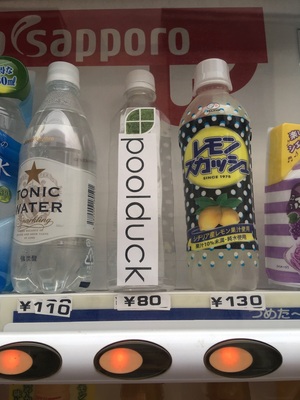 sapporo
TONIC
WATER
Sparkling
poolduck
レモン
スカッシュ
SINCE 1978
¥110
¥80
¥130
つめた〜